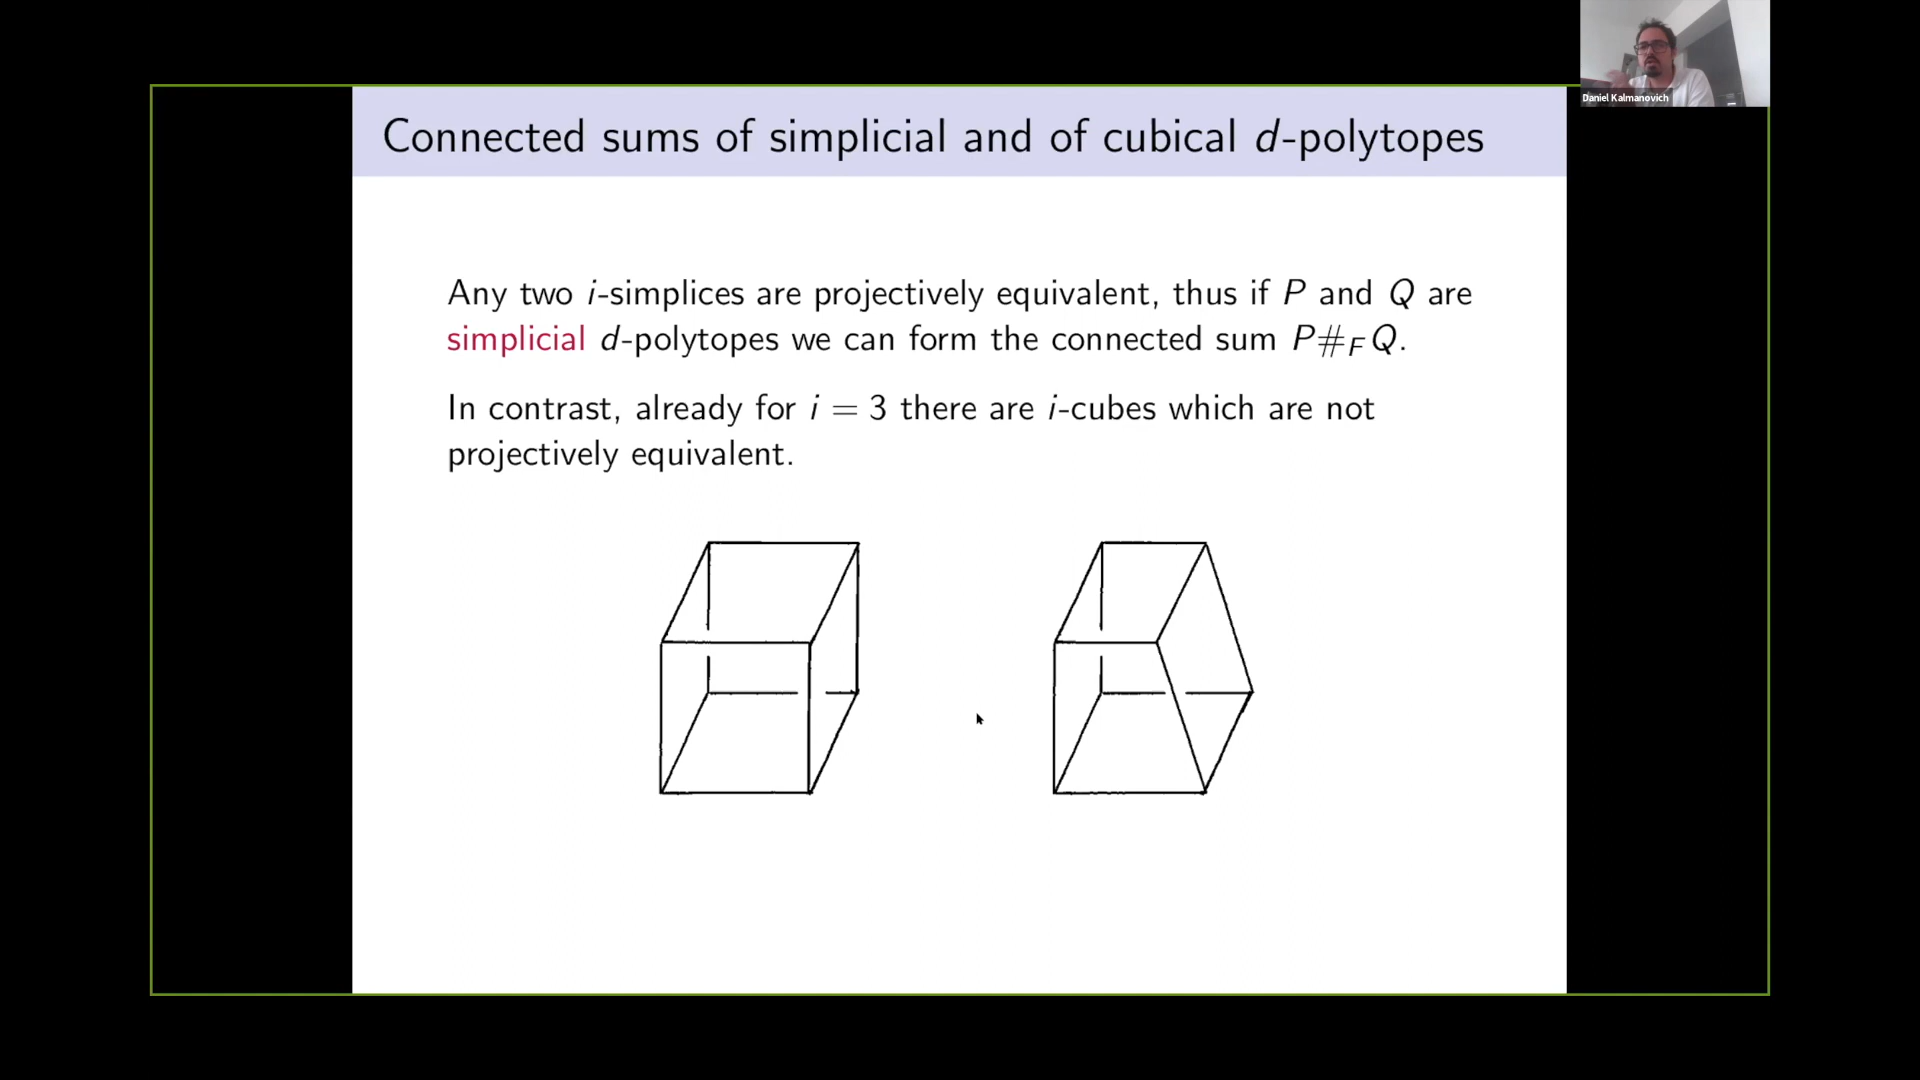 Daniel Kalmanovich
Connected sums of simplicial and of cubical d-polytopes
Any two i-simplices are projectively equivalent, thus if P and Q are
simplicial d-polytopes we can form the connected sum P#_F Q.
In contrast, already for i = 3 there are i-cubes which are not
projectively equivalent.